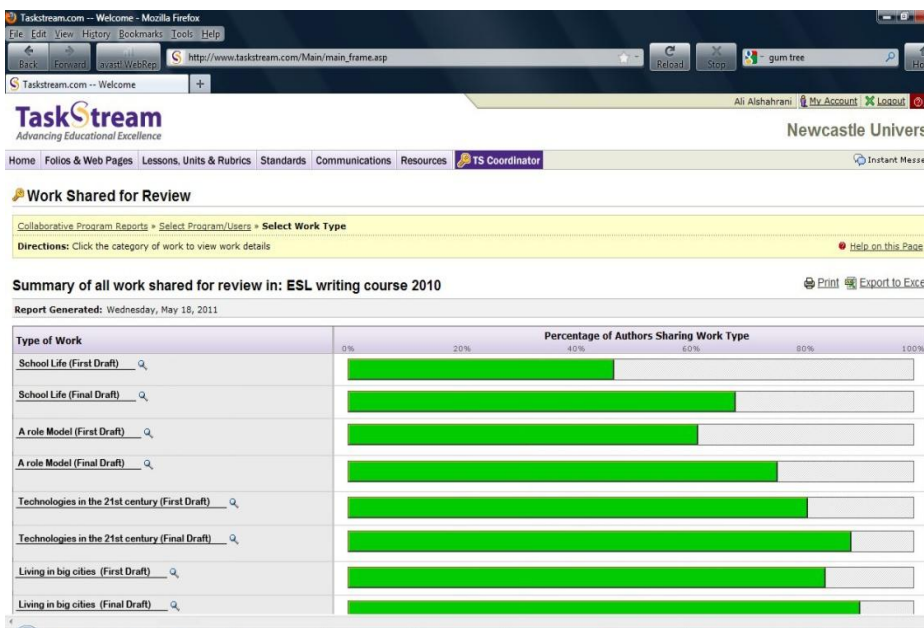 Taskstream.com -- Welcome - Mozilla Firefox
File Edit View History Bookmarks Tools Help
Back Forward avast! WebRep http://www.taskstream.com/Main/main_frame.asp Reload Stop gum tree Ho
Taskstream.com -- Welcome +
Ali Alshahrani My Account Logout
TaskStream
Advancing Educational Excellence
Newcastle Univers
Home Folios & Web Pages Lessons, Units & Rubrics Standards Communications Resources TS Coordinator Instant Messe
Work Shared for Review
Collaborative Program Reports » Select Program/Users » Select Work Type
Directions: Click the category of work to view work details Help on this Page
Summary of all work shared for review in: ESL writing course 2010 Print Export to Exce
Report Generated: Wednesday, May 18, 2011
Type of Work Percentage of Authors Sharing Work Type
0% 20% 40% 60% 80% 100%
School Life (First Draft)
School Life (Final Draft)
A role Model (First Draft)
A role Model (Final Draft)
Technologies in the 21st century (First Draft)
Technologies in the 21st century (Final Draft)
Living in big cities (First Draft)
Living in big cities (Final Draft)